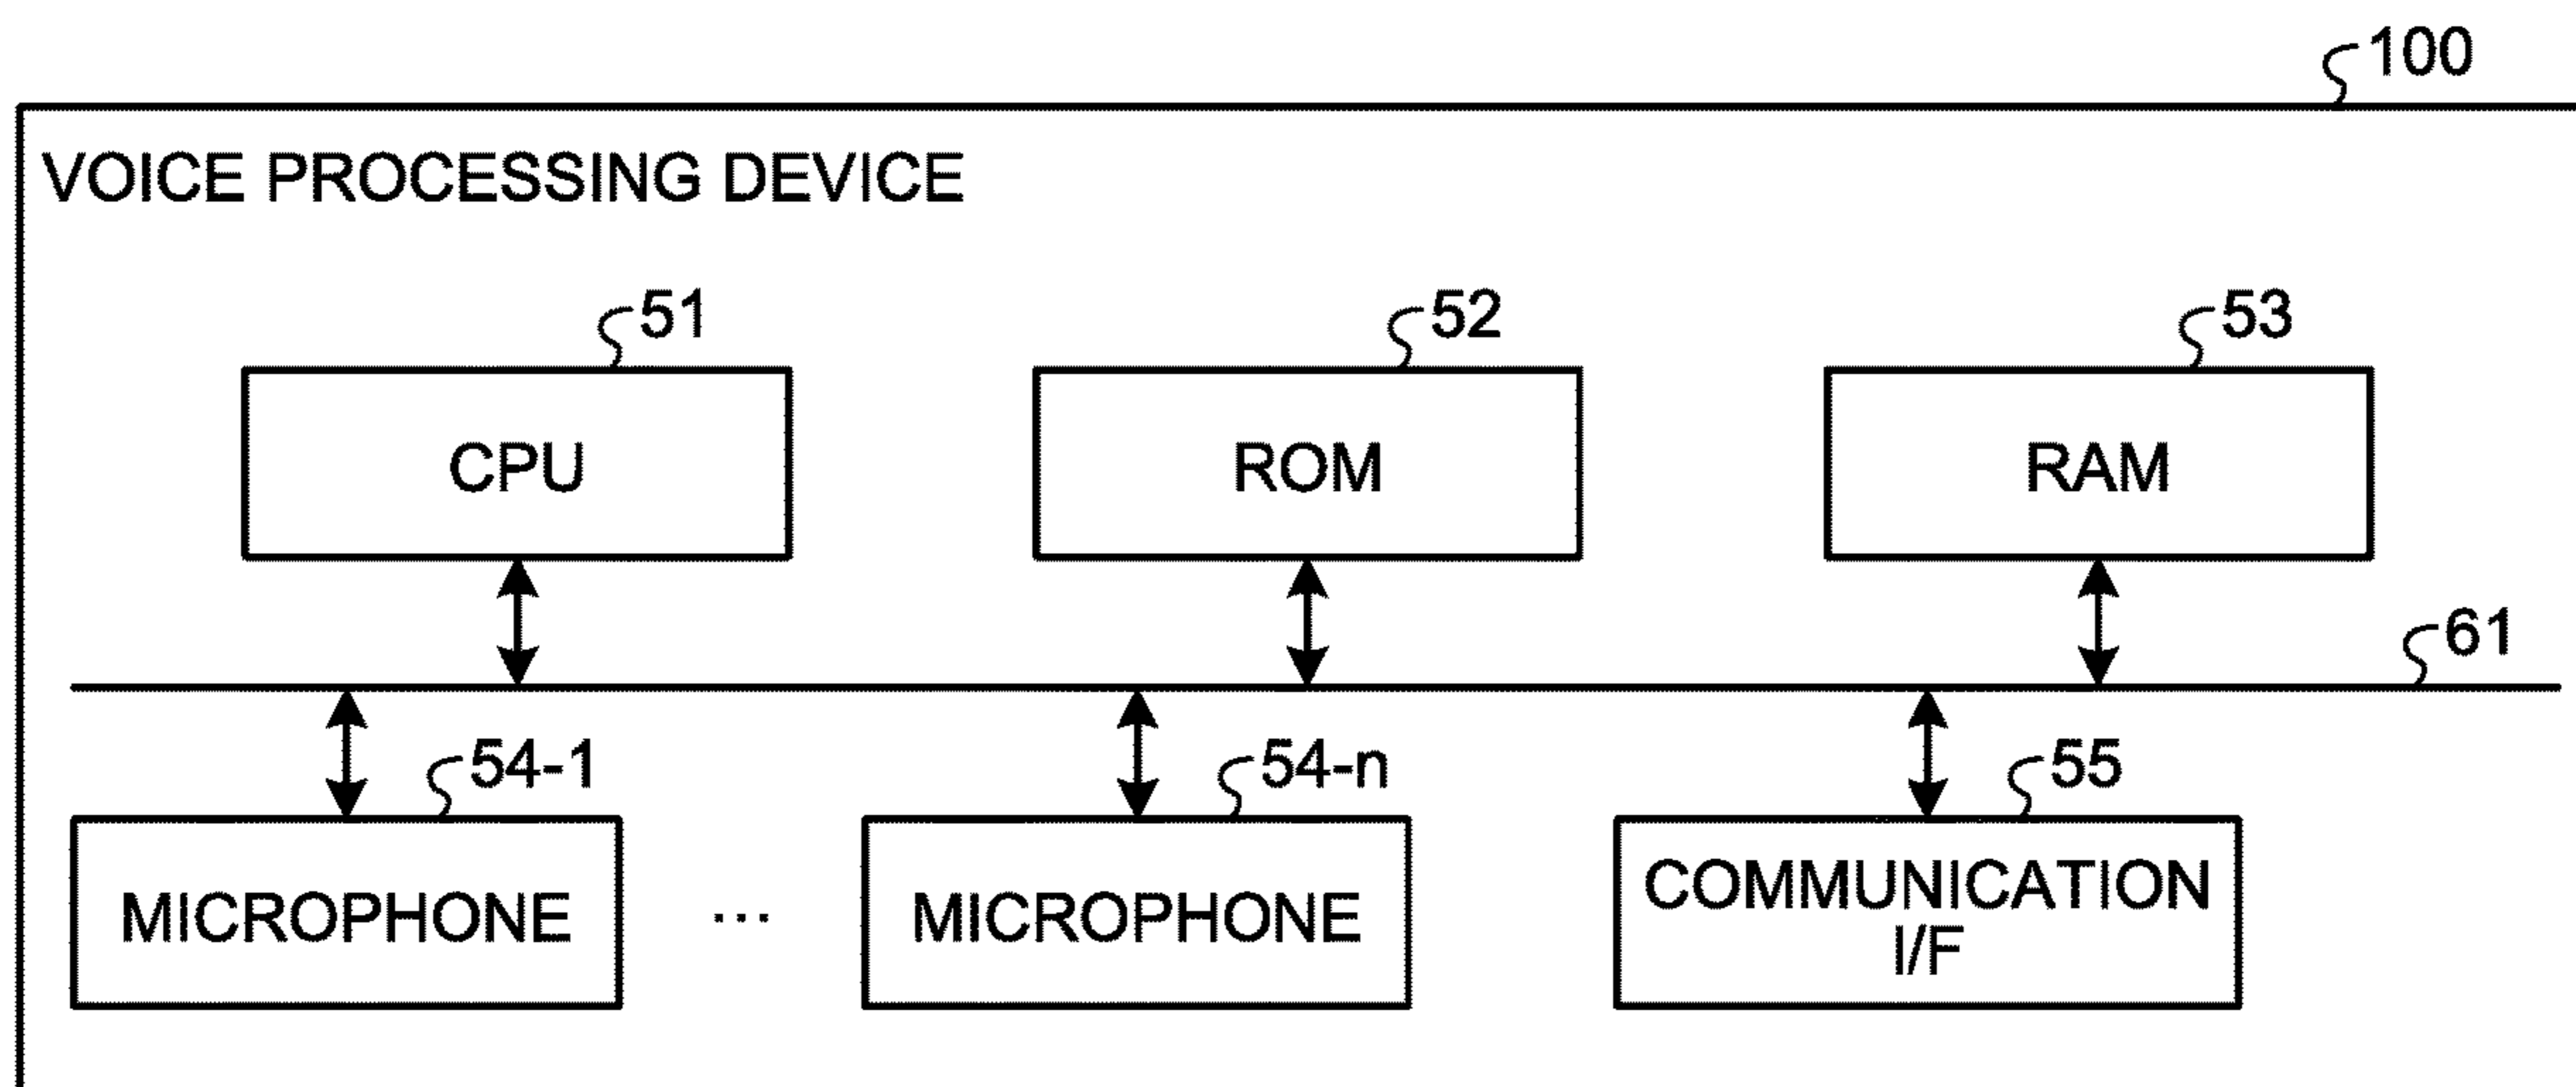 100
VOICE PROCESSING DEVICE
51
52
53
CPU
ROM
RAM
61
54-1
54-n
55
MICROPHONE
...
MICROPHONE
COMMUNICATION
I/F